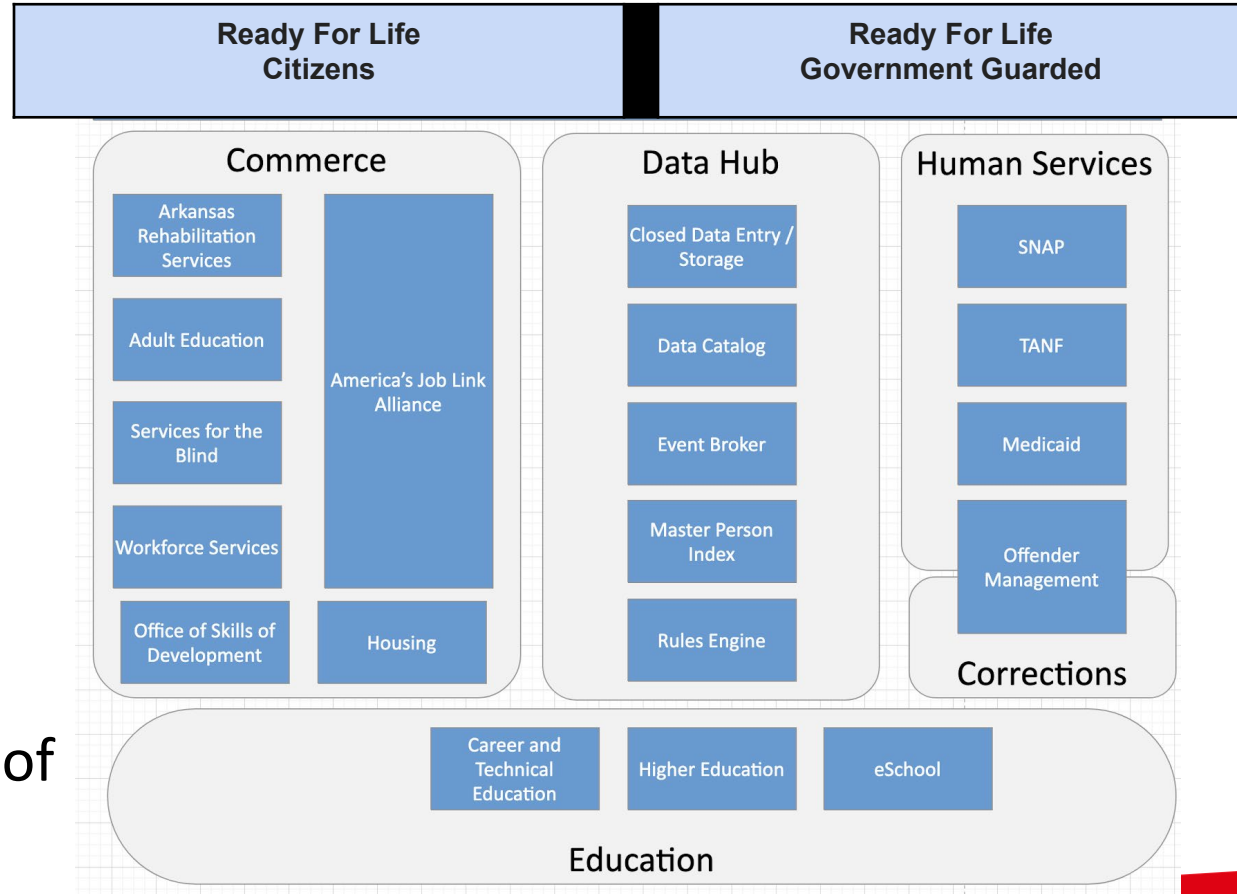 Ready For Life
Citizens
Ready For Life
Government Guarded
Commerce
Arkansas
Rehabilitation
Services
Adult Education
Services for the
Blind
Workforce Services
Office of Skills of
Development
America’s Job Link
Alliance
Housing
Data Hub
Closed Data Entry /
Storage
Data Catalog
Event Broker
Master Person
Index
Rules Engine
Human Services
SNAP
TANF
Medicaid
Offender
Management
Corrections
of
Career and
Technical
Education
Higher Education
eSchool
Education